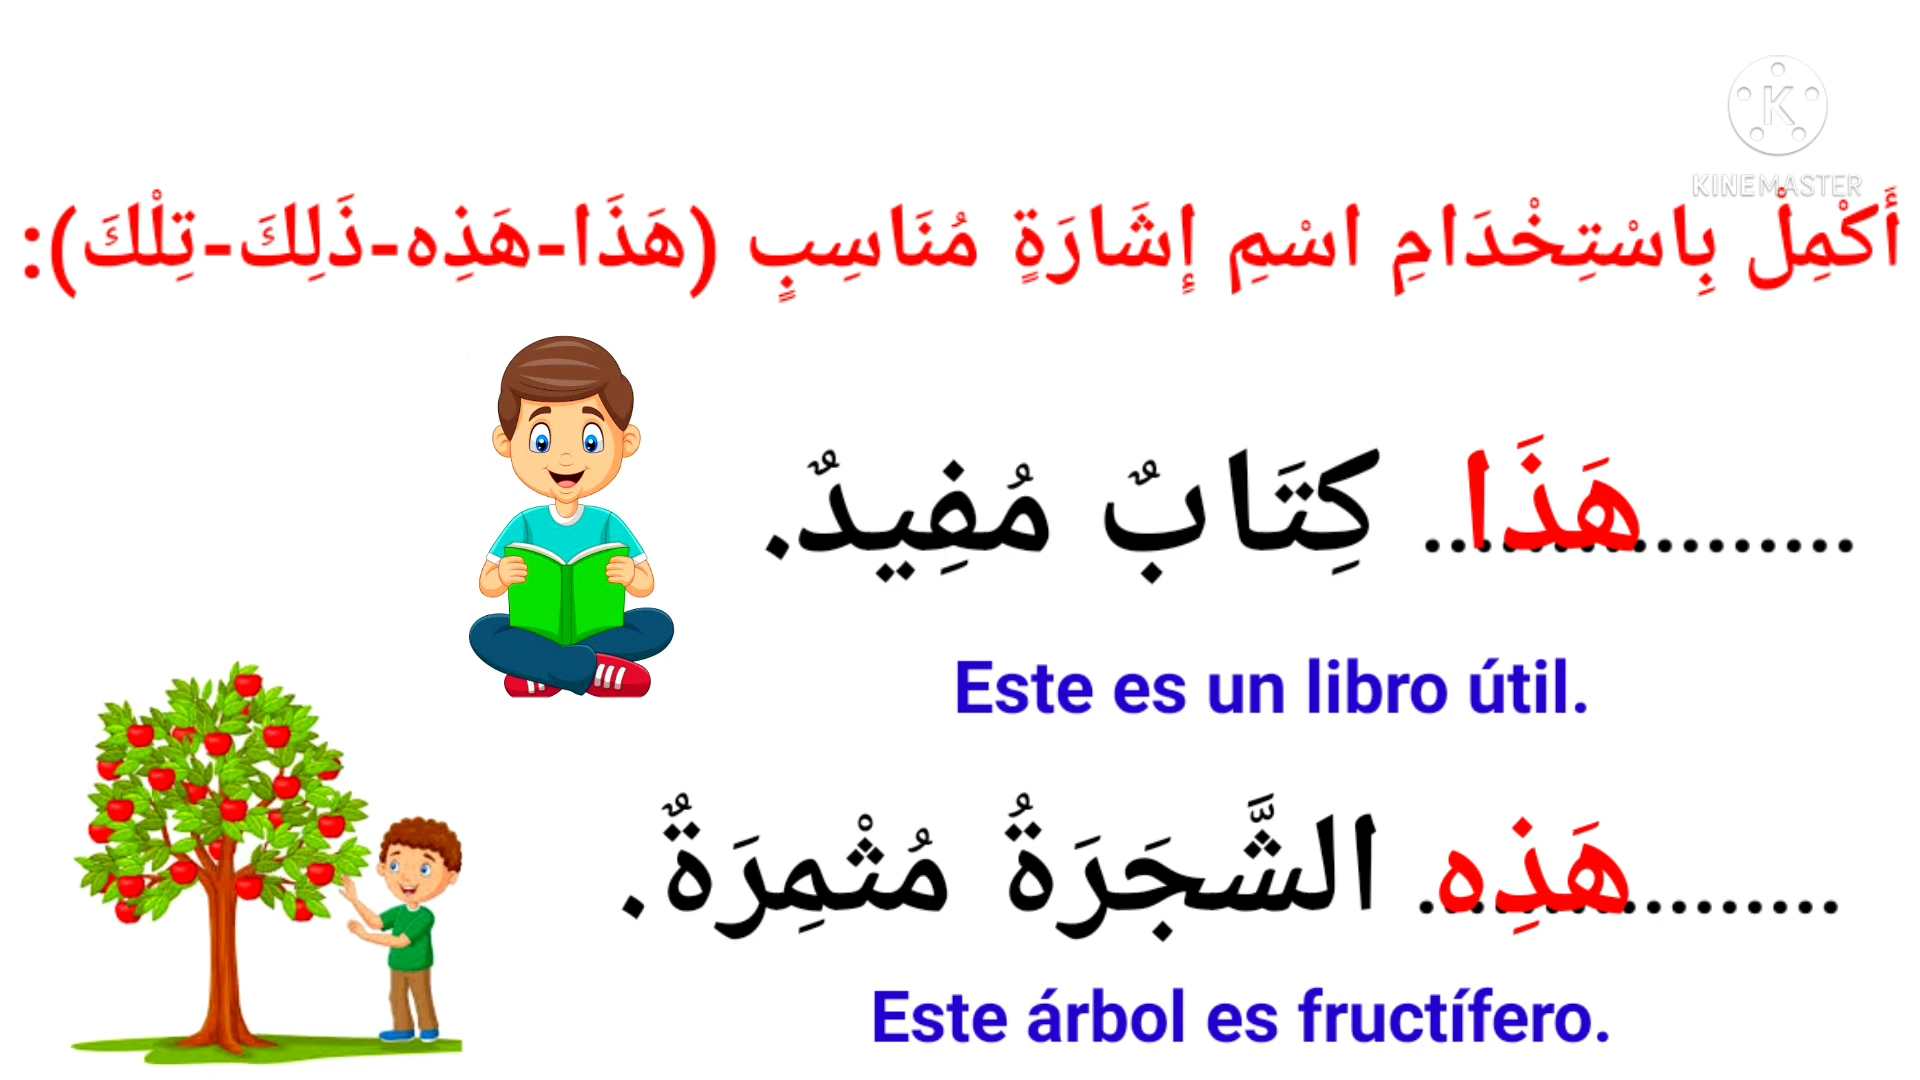 K
KINEMASTER
أَكْمِلْ بِاسْتِخْدَامِ اسْمِ إِشَارَةٍ مُنَاسِبٍ (هَذَا-هَذِه-ذَلِكَ-تِلْكَ):
.........هَذَا.. كِتَابٌ مُفِيدٌ.
Este es un libro útil.
.........هَذِه. الشَّجَرَةُ مُثْمِرَةٌ.
Este árbol es fructífero.